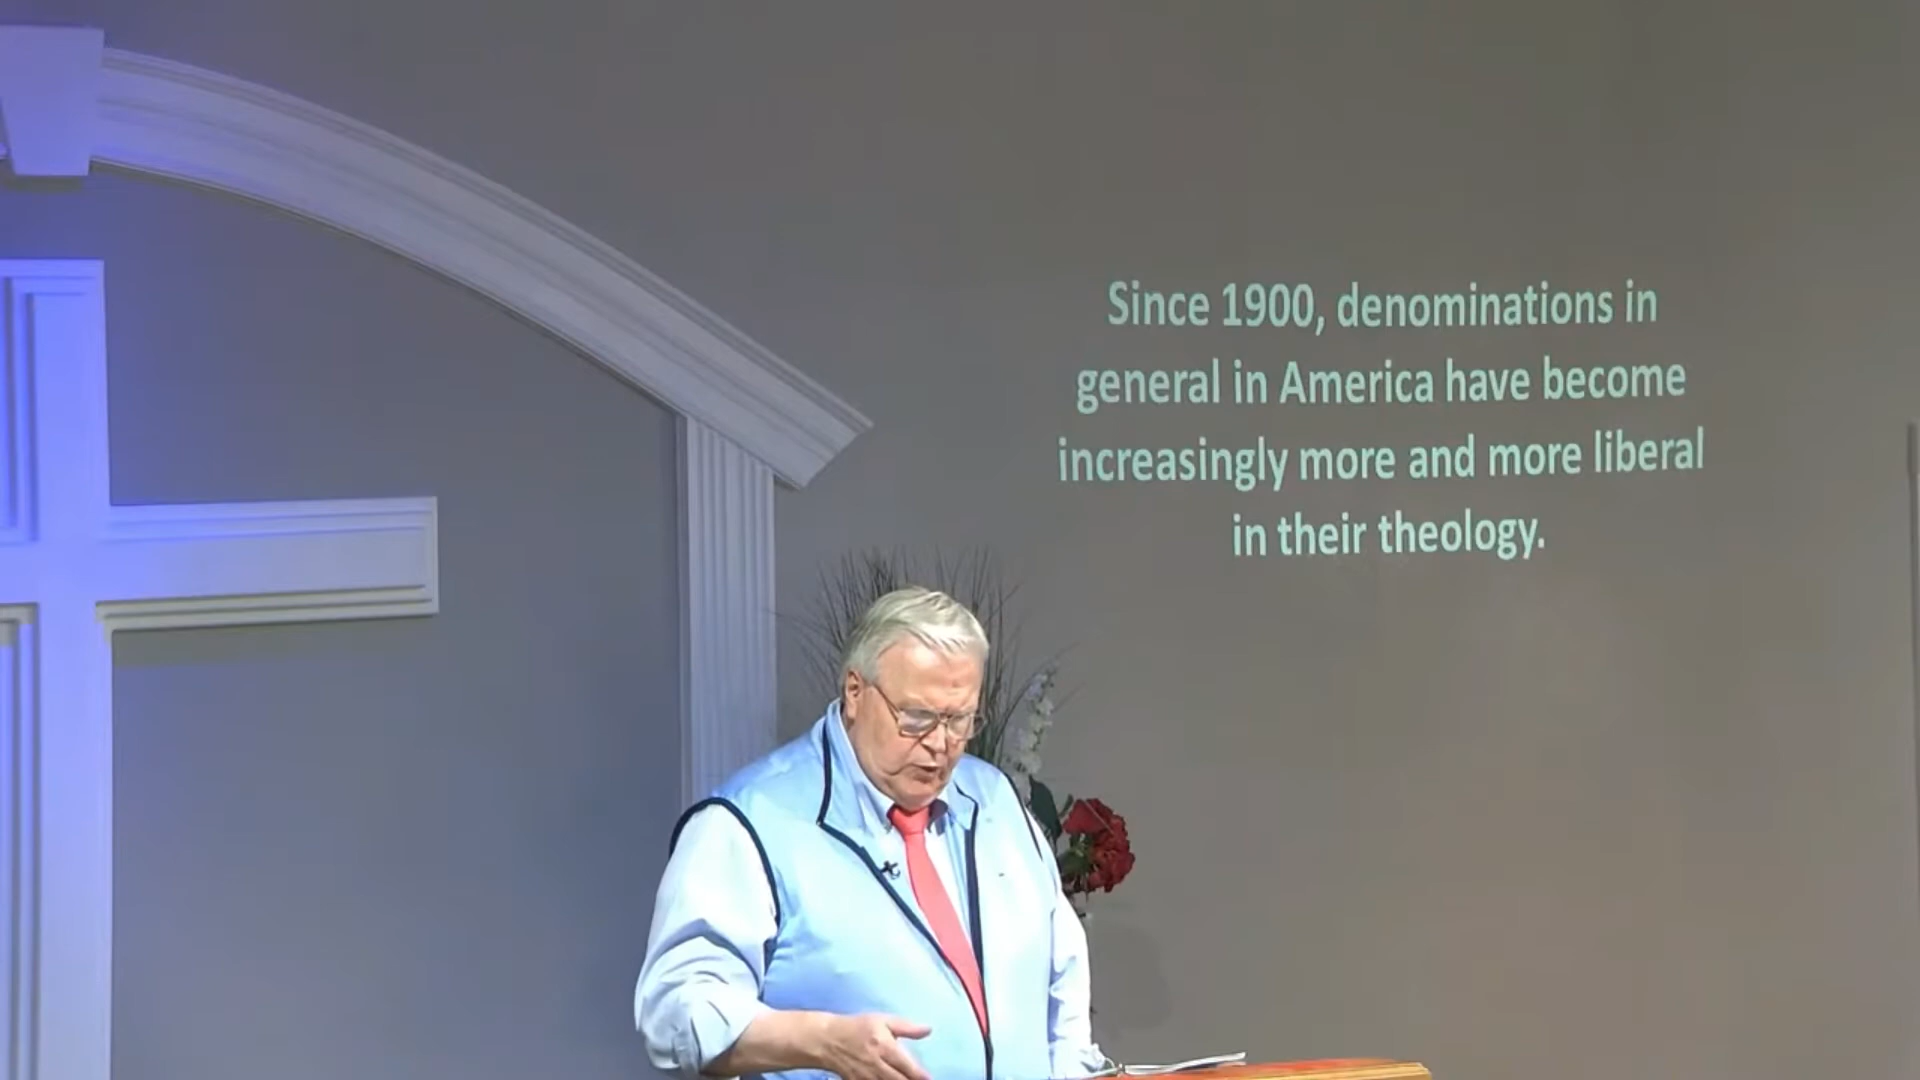 Since 1900, denominations in
general in America have become
increasingly more and more liberal
in their theology.